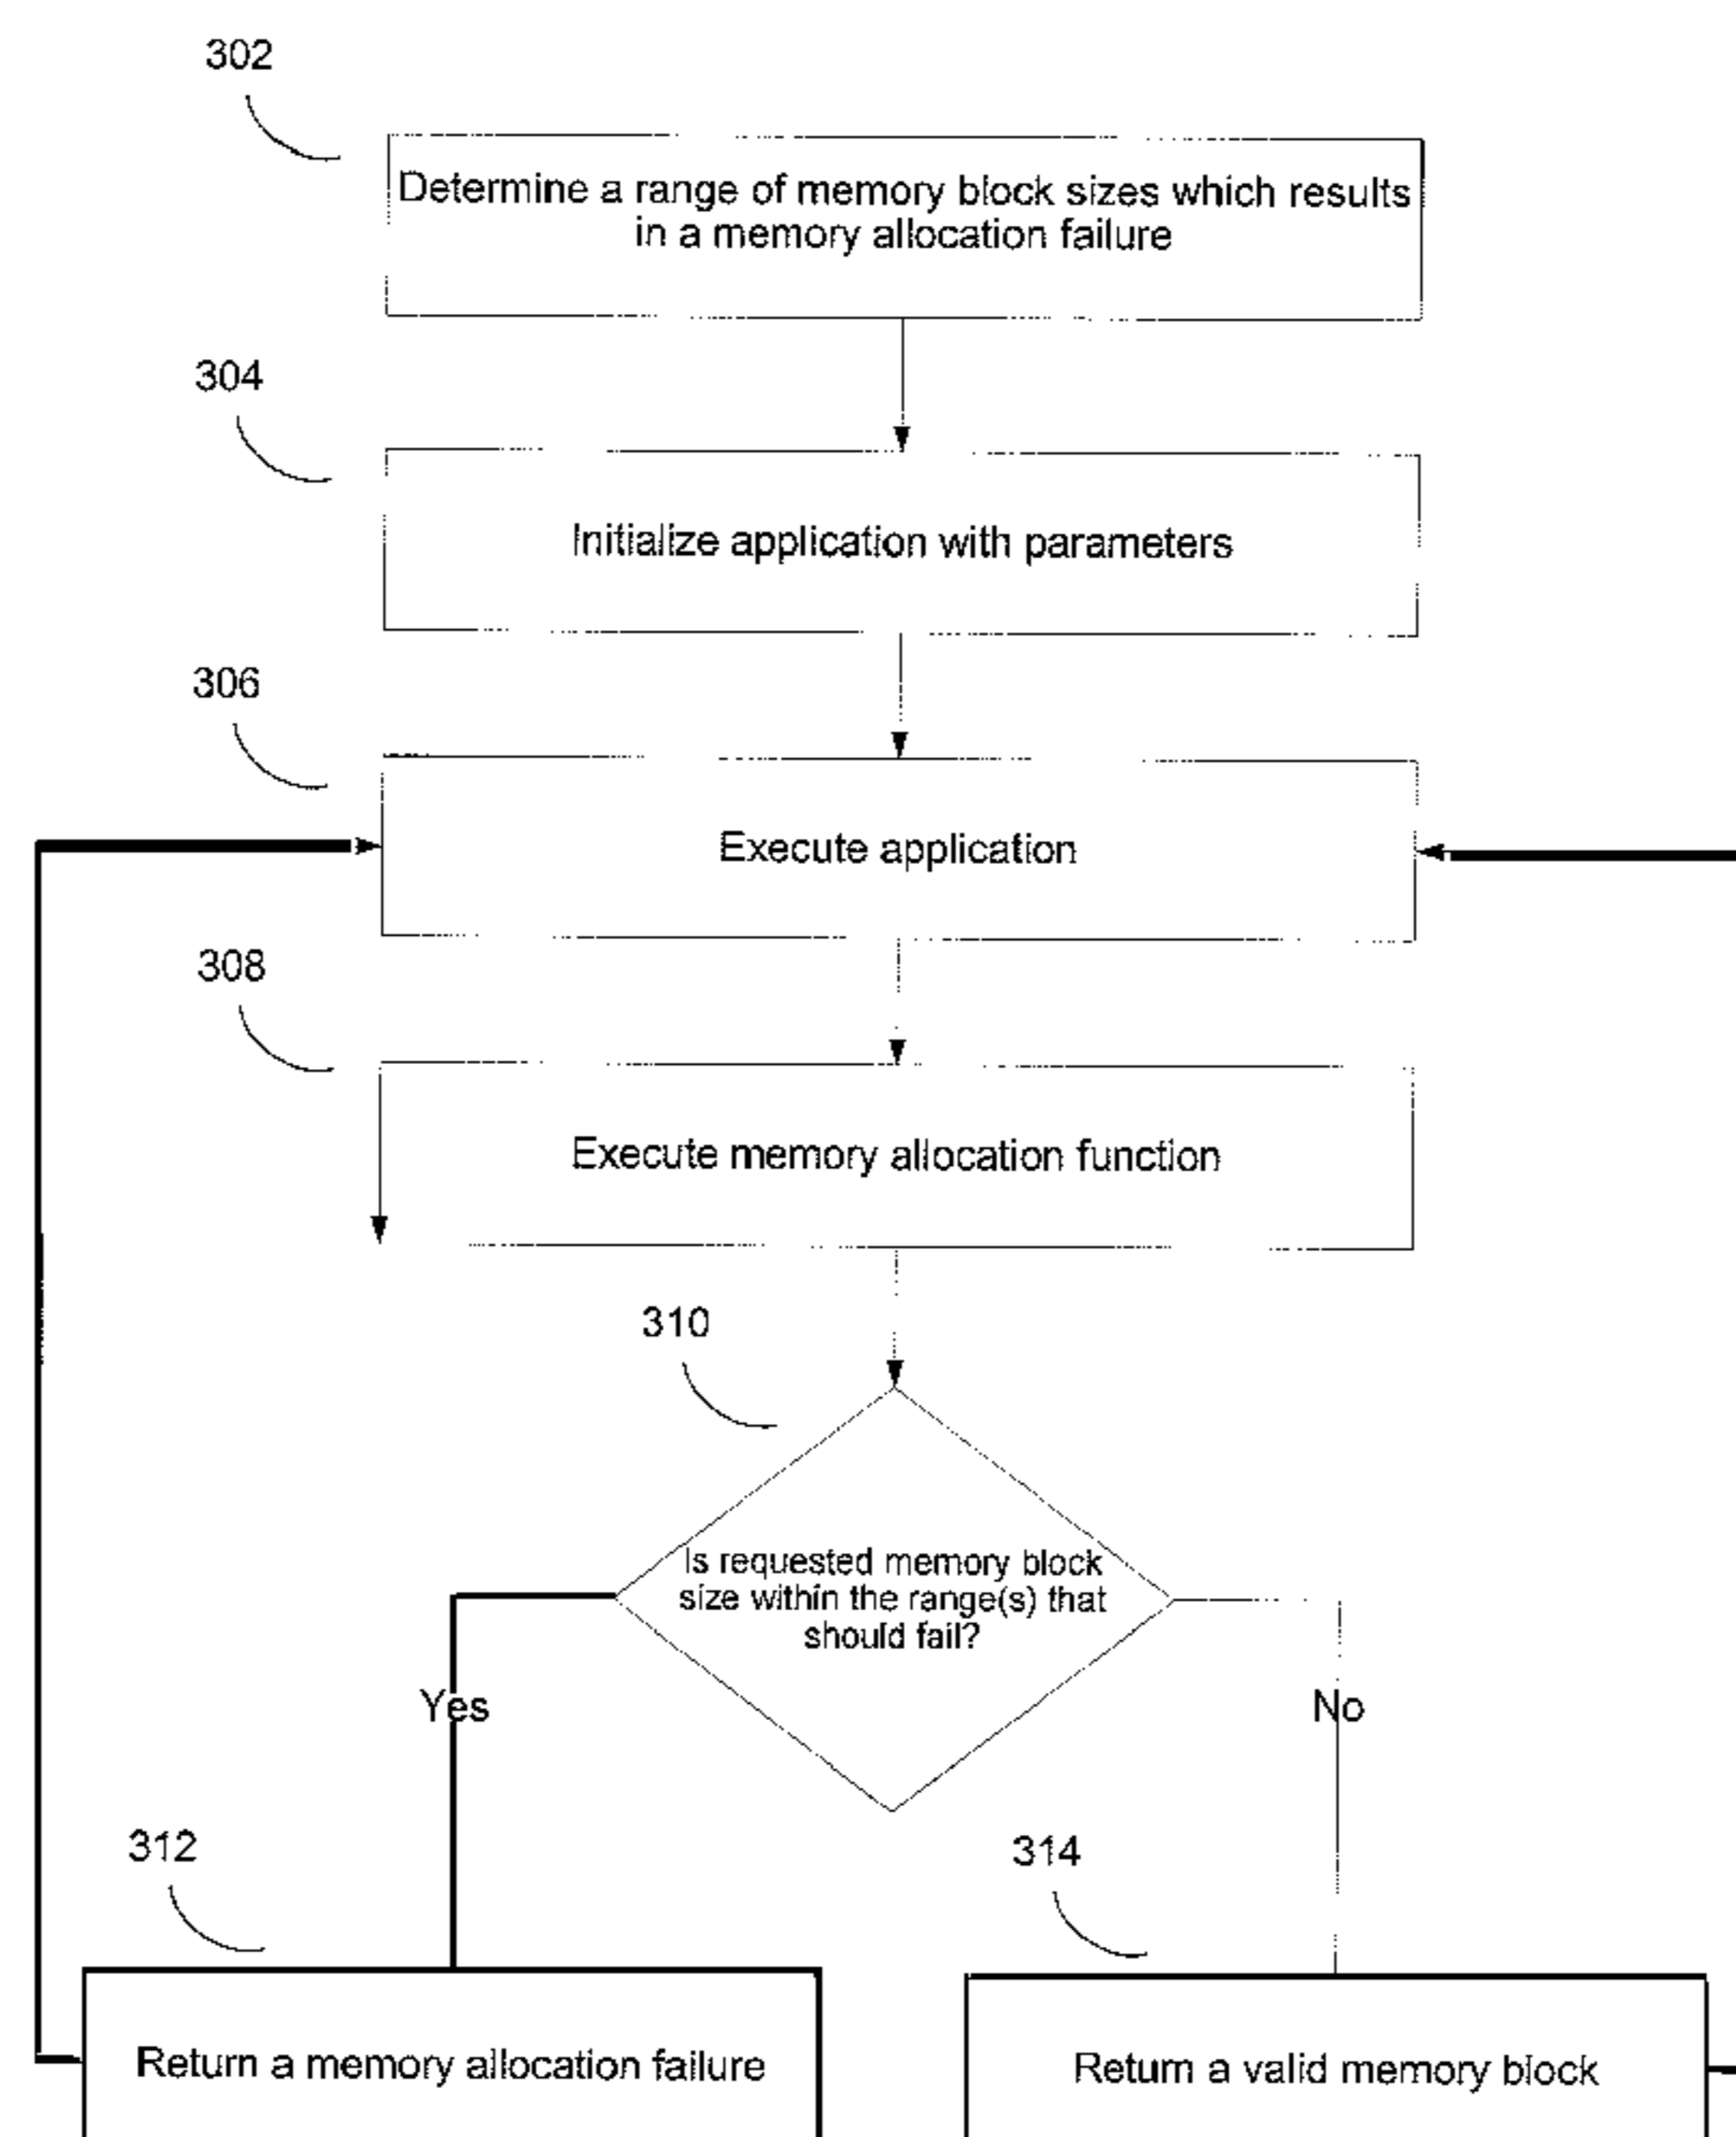 302
Determine a range of memory block sizes which results
in a memory allocation failure
304
Initialize application with parameters
306
Execute application
308
Execute memory allocation function
310
Is requested memory block
size within the range(s) that
should fail?
Yes
No
312
314
Return a memory allocation failure
Return a valid memory block